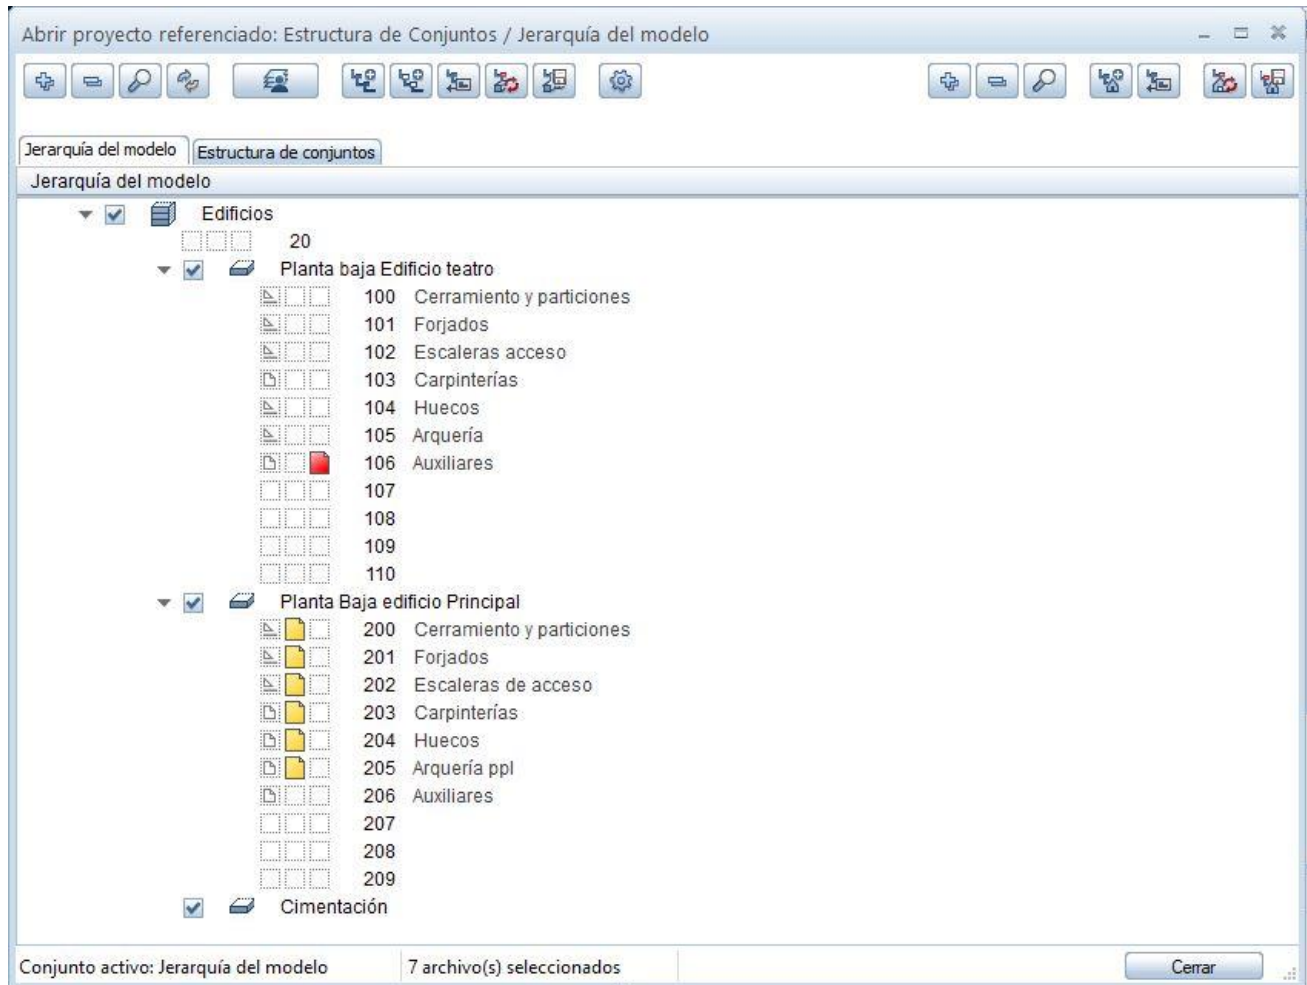 Abrir proyecto referenciado: Estructura de Conjuntos / Jerarquía del modelo
Jerarquía del modelo Estructura de conjuntos
Jerarquía del modelo
Edificios
20
Planta baja Edificio teatro
100 Cerramiento y particiones
101 Forjados
102 Escaleras acceso
103 Carpinterías
104 Huecos
105 Arquería
106 Auxiliares
107
108
109
110
Planta Baja edificio Principal
200 Cerramiento y particiones
201 Forjados
202 Escaleras de acceso
203 Carpinterías
204 Huecos
205 Arquería ppl
206 Auxiliares
207
208
209
Cimentación
Conjunto activo: Jerarquía del modelo 7 archivo(s) seleccionados Cerrar